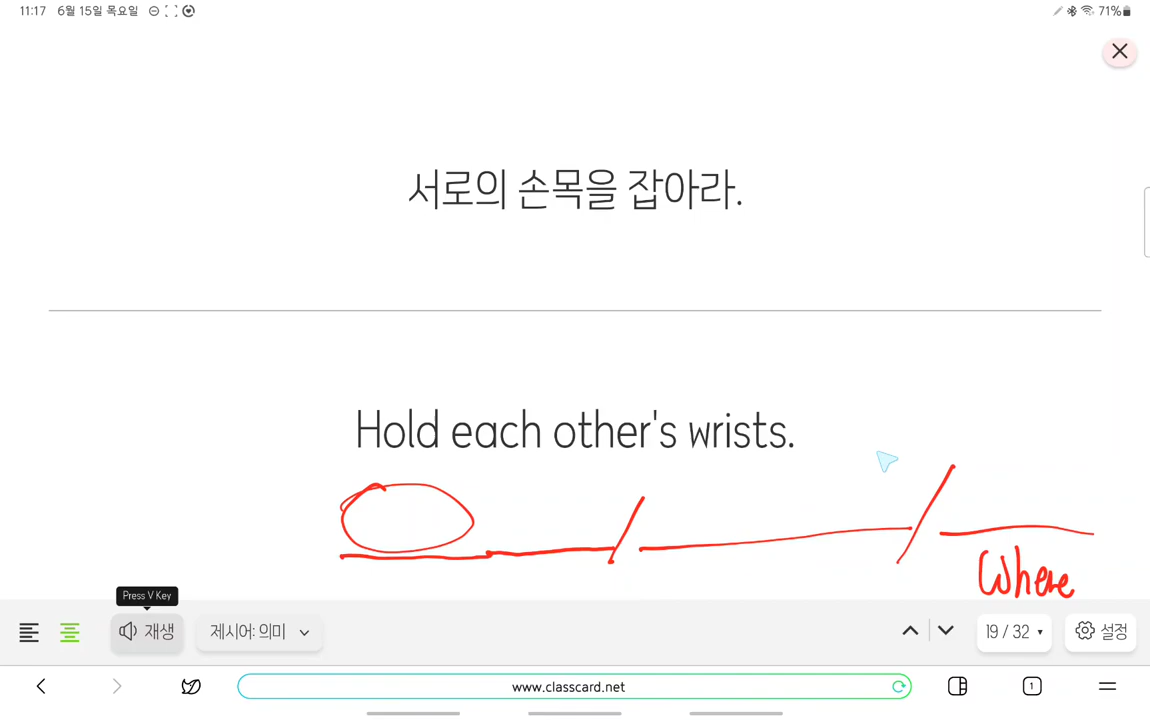 11:17 6월 15일 목요일
71%
서로의 손목을 잡아라.
Hold each other's wrists.
Where
Press V Key
재생
제시어: 의미
19 / 32
설정
www.classcard.net
1